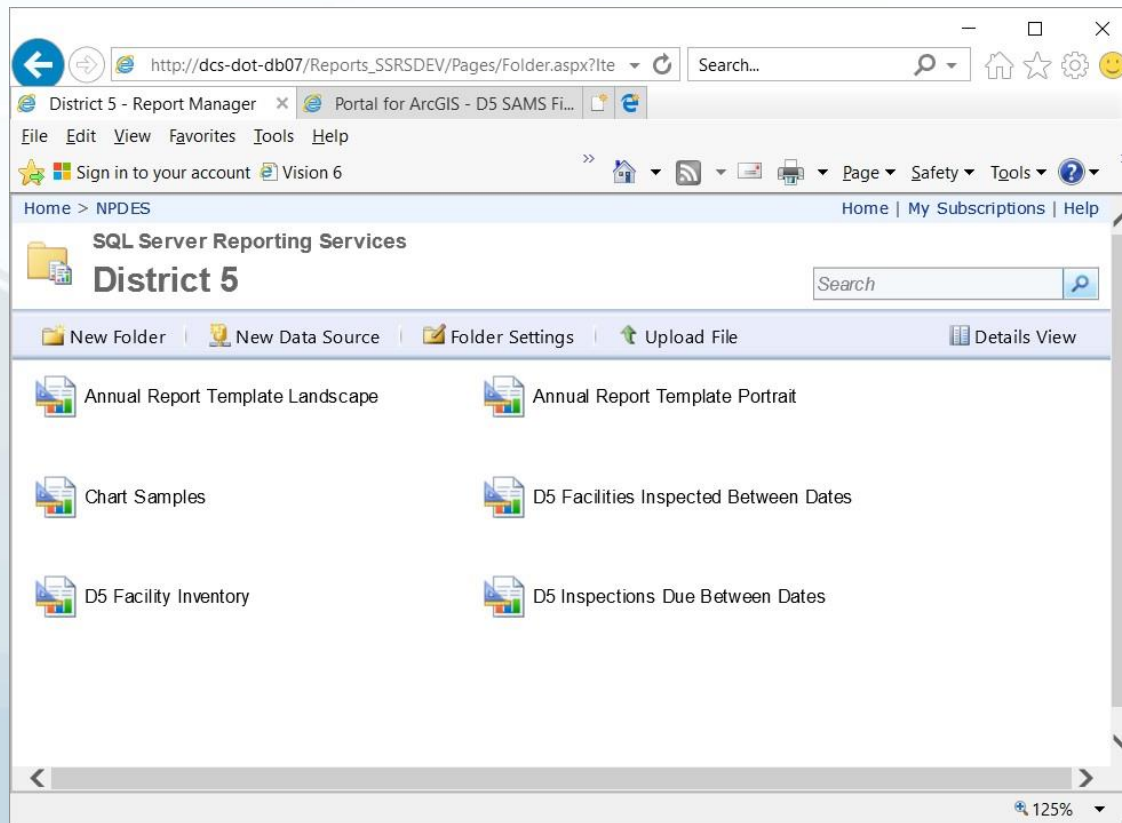 http://dcs-dot-db07/Reports_SSRSDEV/Pages/Folder.aspx?Ite
Search...
District 5 - Report Manager
Portal for ArcGIS - D5 SAMS Fi...
File Edit View Favorites Tools Help
Sign in to your account Vision 6 Page Safety Tools
Home > NPDES Home | My Subscriptions | Help
SQL Server Reporting Services
District 5
Search
New Folder New Data Source Folder Settings Upload File Details View
Annual Report Template Landscape Annual Report Template Portrait
Chart Samples D5 Facilities Inspected Between Dates
D5 Facility Inventory D5 Inspections Due Between Dates
125%